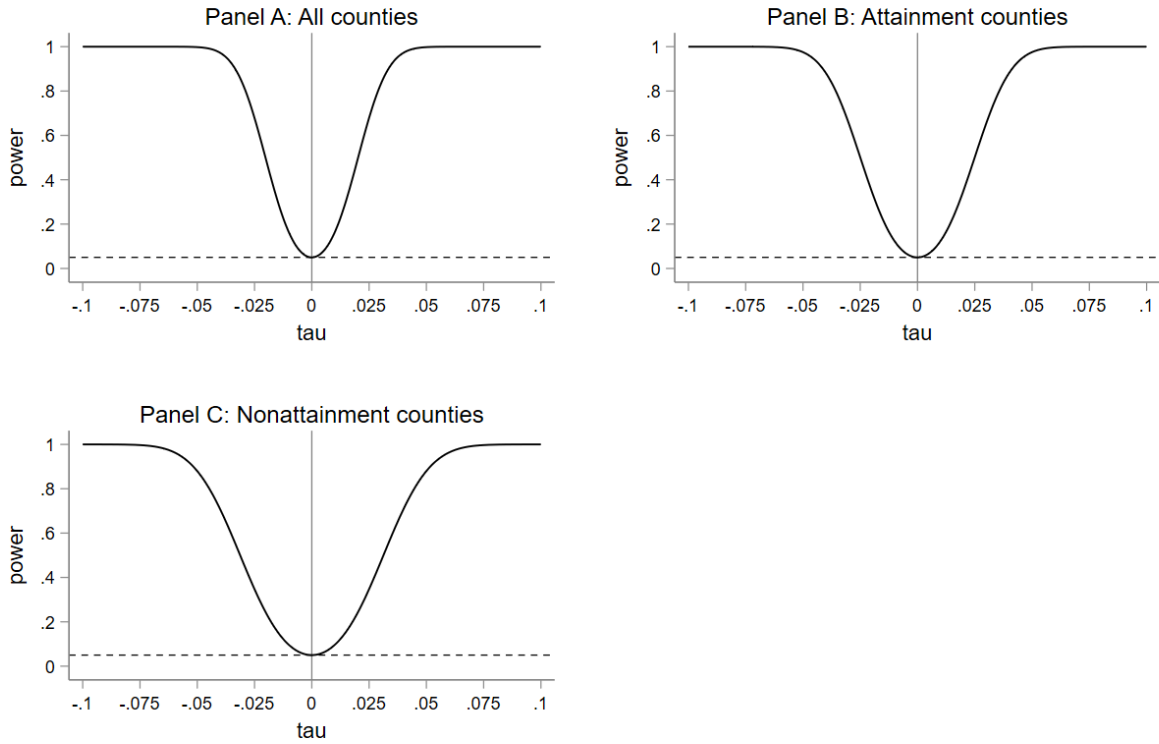 Panel A: All counties
power
1
.8
.6
.4
.2
0
-.1 -.075 -.05 -.025 0 .025 .05 .075 .1
tau
Panel B: Attainment counties
power
1
.8
.6
.4
.2
0
-.1 -.075 -.05 -.025 0 .025 .05 .075 .1
tau
Panel C: Nonattainment counties
power
1
.8
.6
.4
.2
0
-.1 -.075 -.05 -.025 0 .025 .05 .075 .1
tau